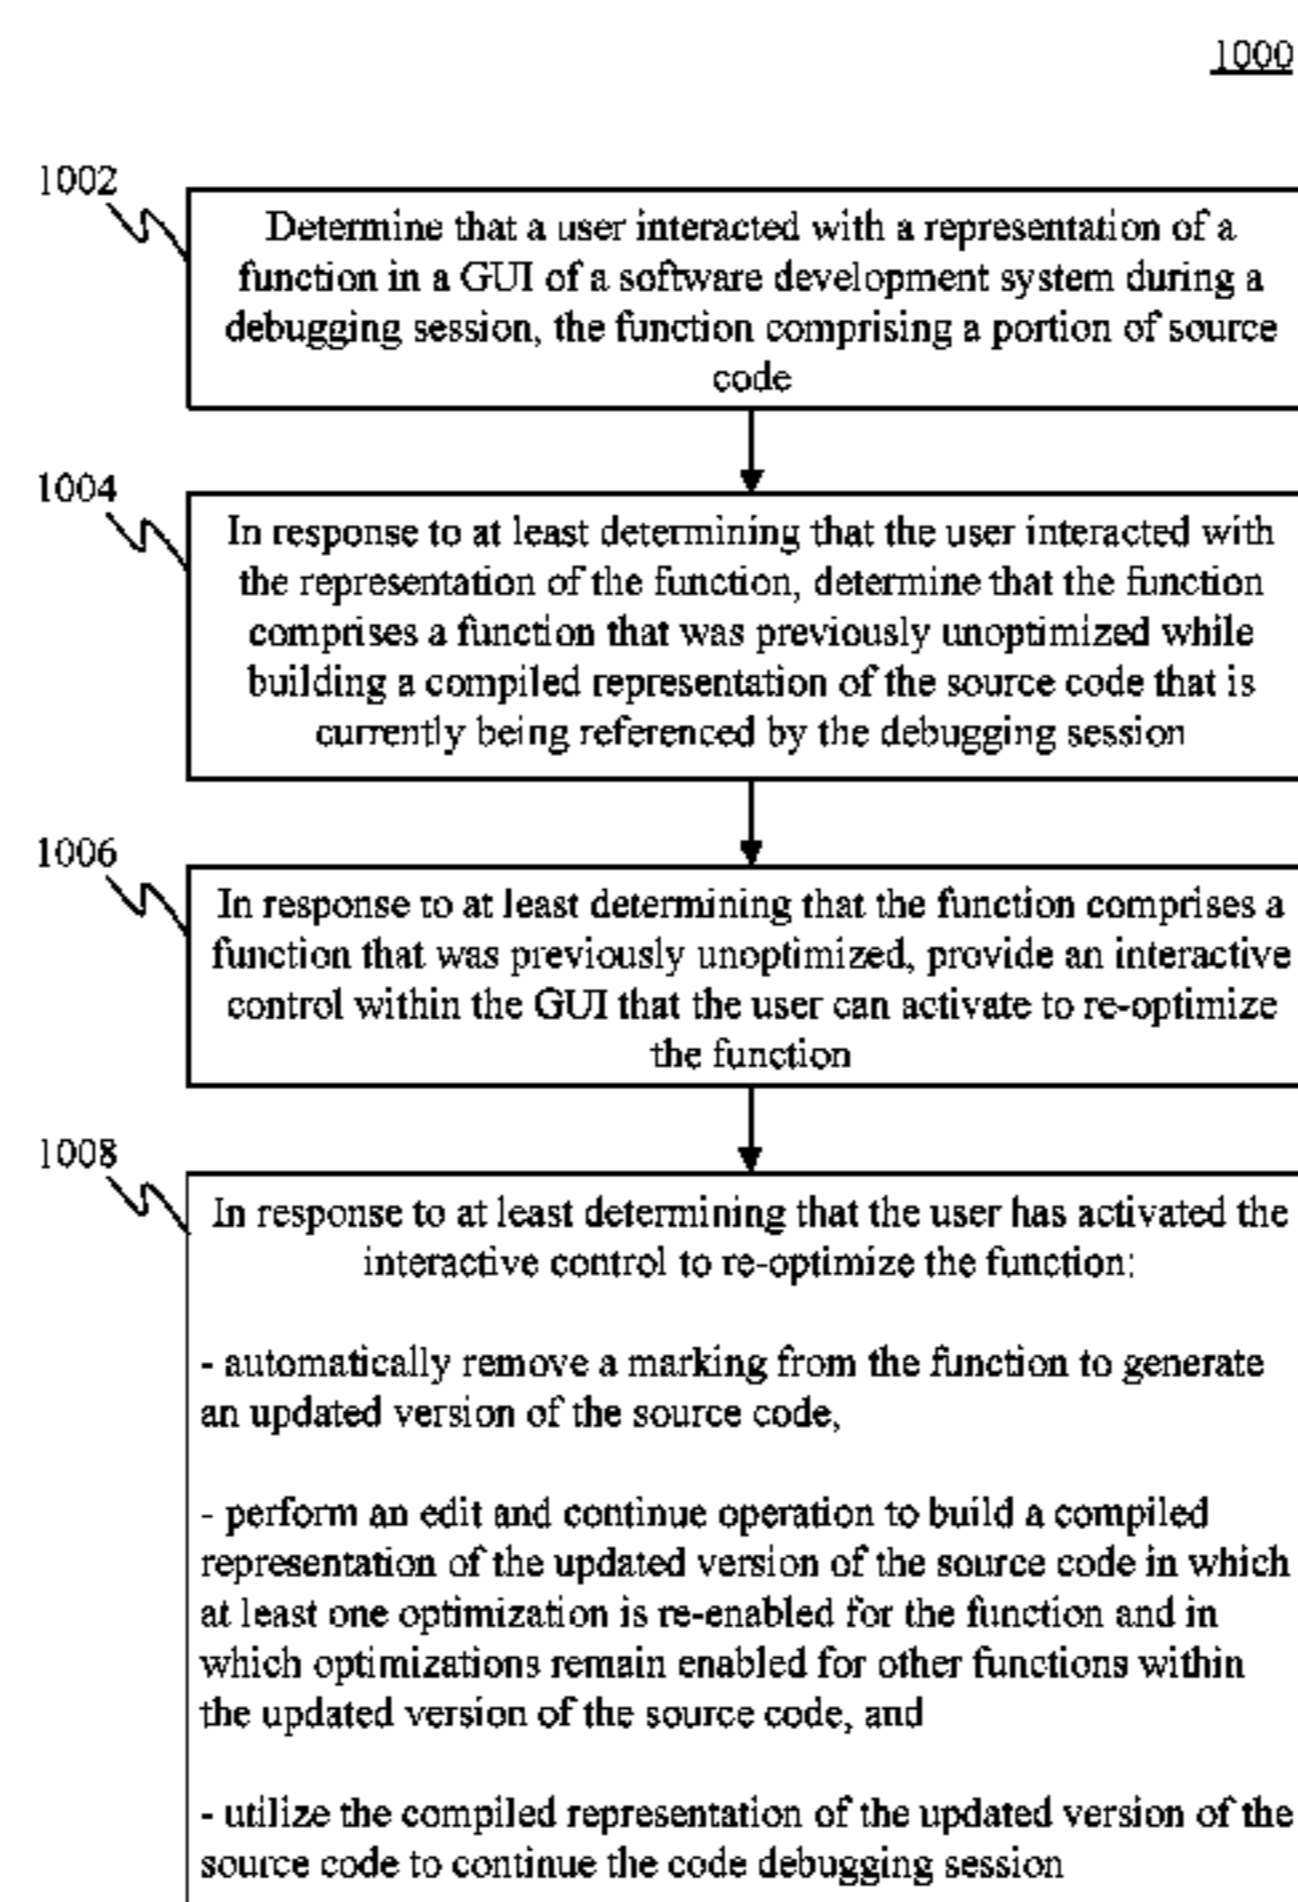 1000
1002
Determine that a user interacted with a representation of a
function in a GUI of a software development system during a
debugging session, the function comprising a portion of source
code
1004
In response to at least determining that the user interacted with
the representation of the function, determine that the function
comprises a function that was previously unoptimized while
building a compiled representation of the source code that is
currently being referenced by the debugging session
1006
In response to at least determining that the function comprises a
function that was previously unoptimized, provide an interactive
control within the GUI that the user can activate to re-optimize
the function
1008
In response to at least determining that the user has activated the
interactive control to re-optimize the function:
- automatically remove a marking from the function to generate
an updated version of the source code,
- perform an edit and continue operation to build a compiled
representation of the updated version of the source code in which
at least one optimization is re-enabled for the function and in
which optimizations remain enabled for other functions within
the updated version of the source code, and
- utilize the compiled representation of the updated version of the
source code to continue the code debugging session